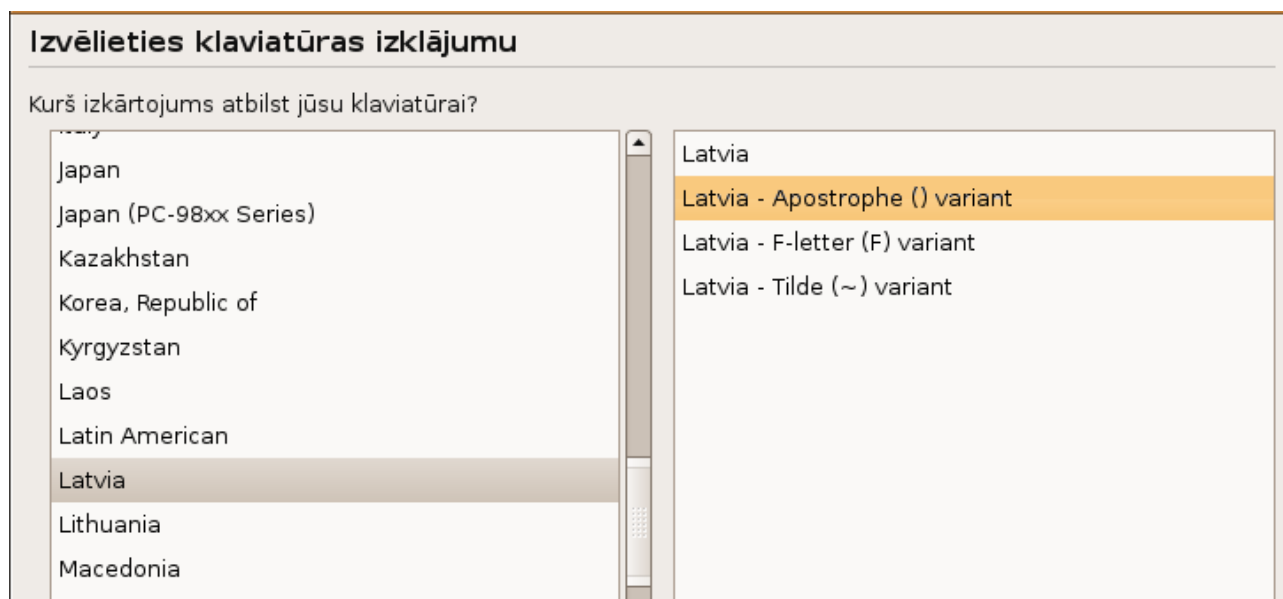 Izvēlieties klaviatūras izklājumu
Kurš izkārtojums atbilst jūsu klaviatūrai?
Italy
Japan
Japan (PC-98xx Series)
Kazakhstan
Korea, Republic of
Kyrgyzstan
Laos
Latin American
Latvia
Lithuania
Macedonia
Latvia
Latvia - Apostrophe () variant
Latvia - F-letter (F) variant
Latvia - Tilde (~) variant